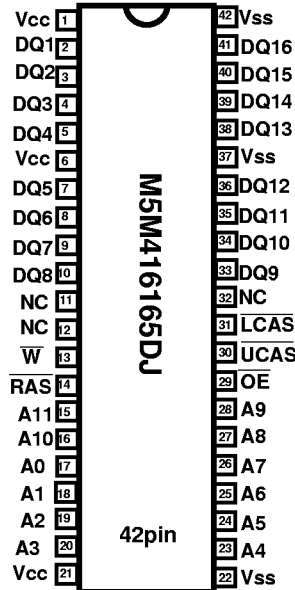 Vcc 1 42 Vss
DQ1 2 41 DQ16
DQ2 3 40 DQ15
DQ3 4 39 DQ14
DQ4 5 38 DQ13
Vcc 6 37 Vss
DQ5 7 36 DQ12
DQ6 8 35 DQ11
DQ7 9 34 DQ10
DQ8 10 33 DQ9
NC 11 32 NC
NC 12 31 L̅C̅A̅S̅
W̅ 13 30 U̅C̅A̅S̅
R̅A̅S̅ 14 29 O̅E̅
A11 15 28 A9
A10 16 27 A8
A0 17 26 A7
A1 18 25 A6
A2 19 24 A5
A3 20 23 A4
Vcc 21 22 Vss
M5M416165DJ
42pin